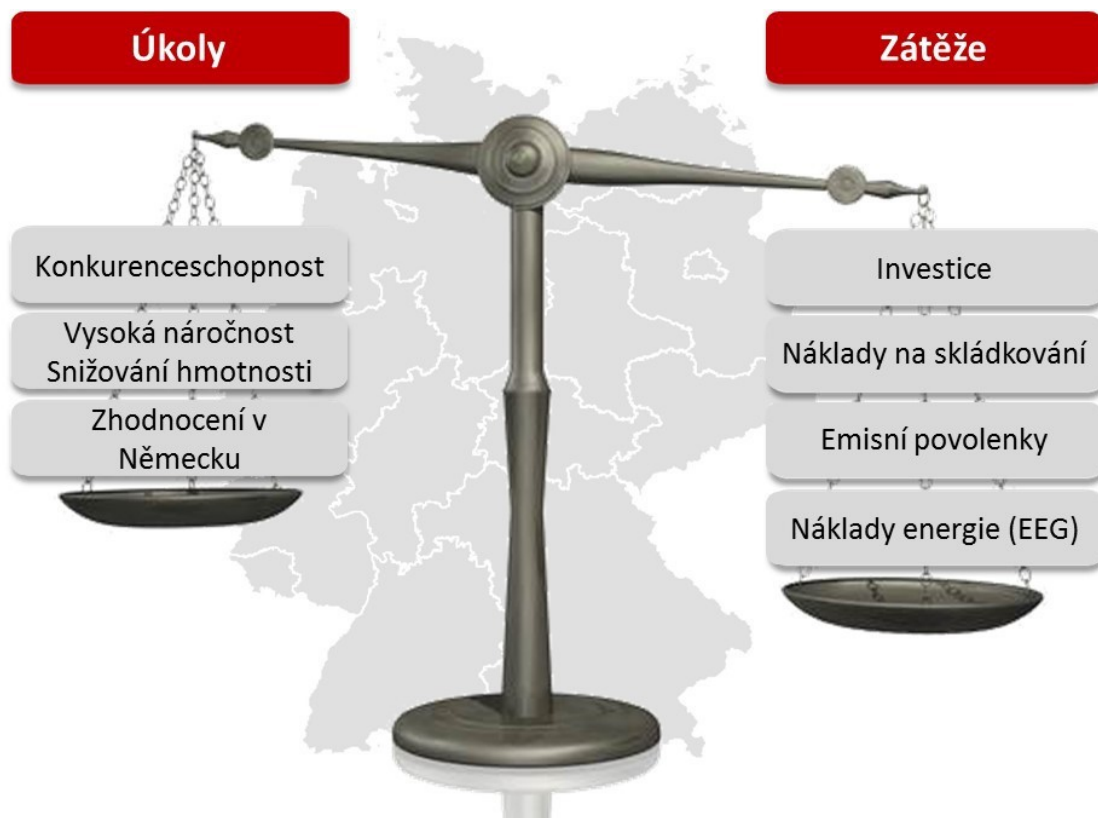 Úkoly
Konkurenceschopnost
Vysoká náročnost
Snižování hmotnosti
Zhodnocení v
Německu
Zátěže
Investice
Náklady na skládkování
Emisní povolenky
Náklady energie (EEG)